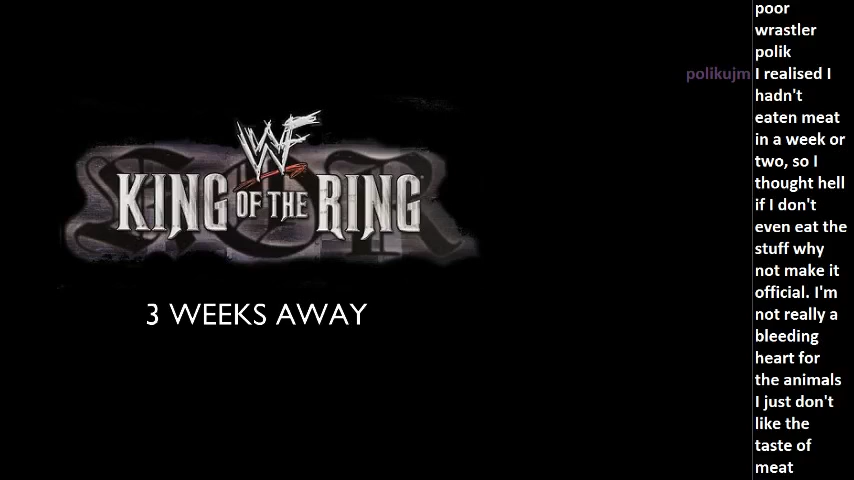 WF
KING OF THE RING
3 WEEKS AWAY
poor
wrastler
polik
polikujm I realised I
hadn't
eaten meat
in a week or
two, so I
thought hell
if I don't
even eat the
stuff why
not make it
official. I'm
not really a
bleeding
heart for
the animals
I just don't
like the
taste of
meat